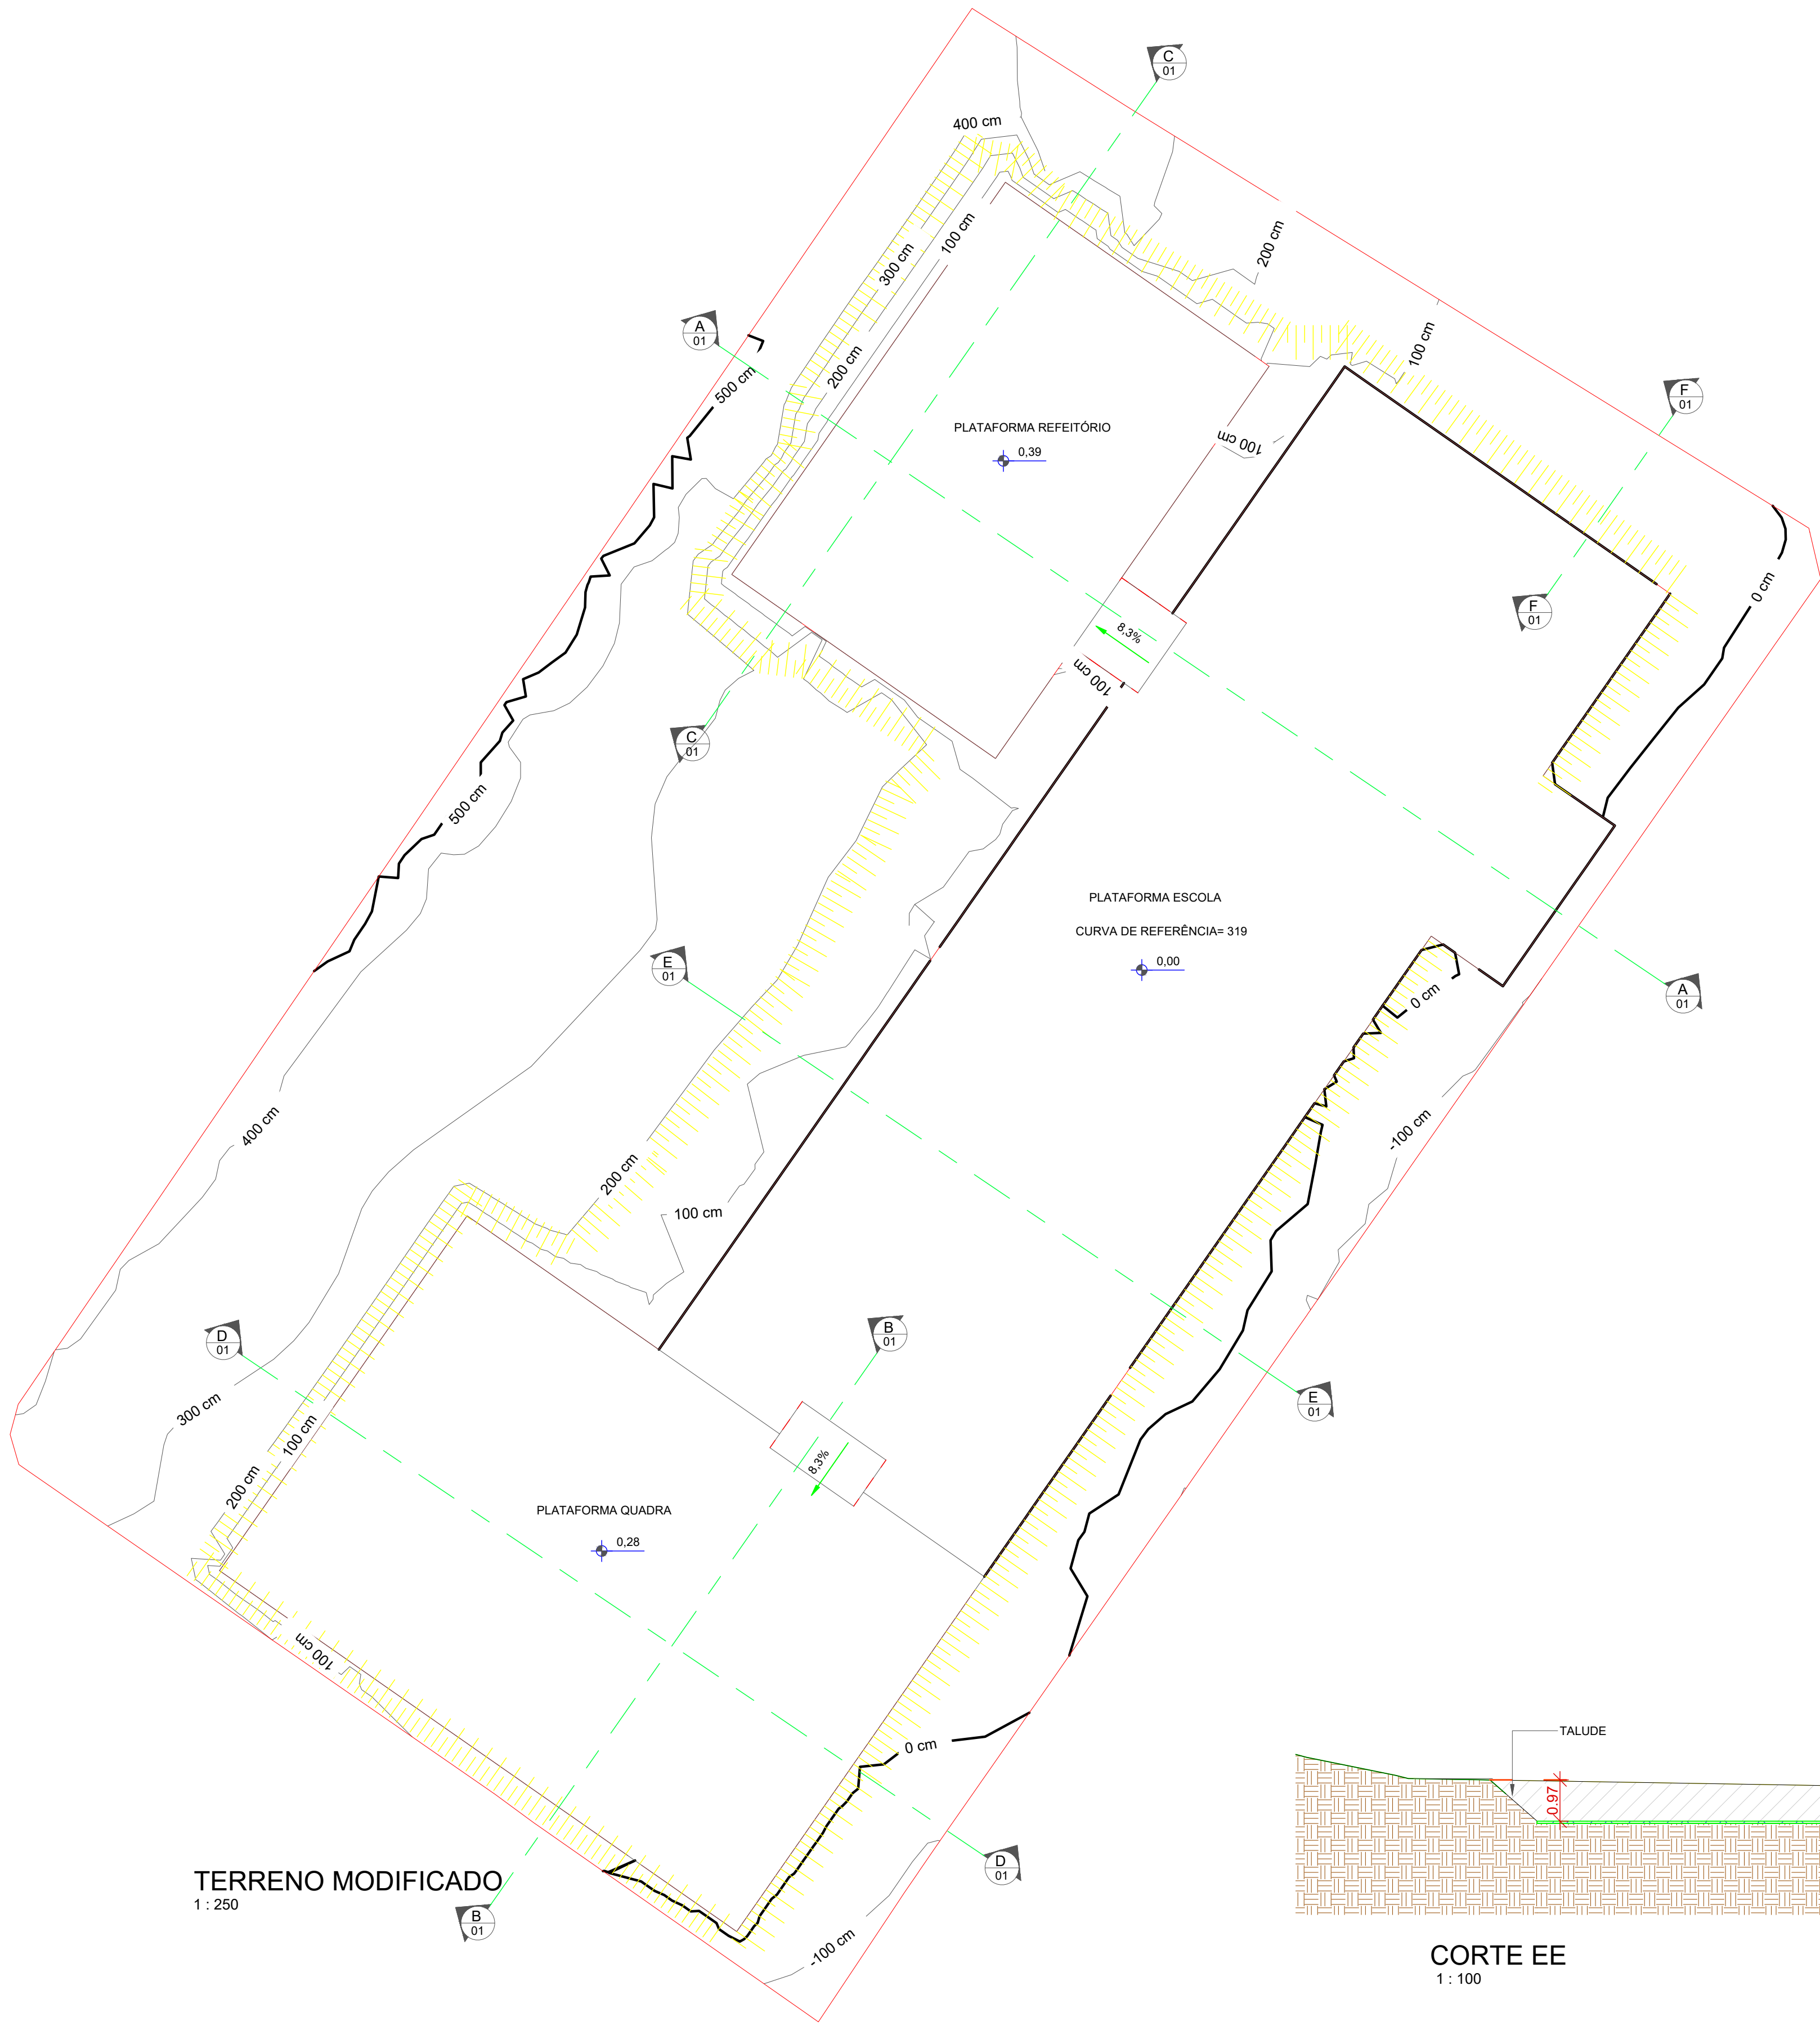 C
01
400 cm
100 cm
200 cm
300 cm
A
01
100 cm
200 cm
500 cm
F
01
PLATAFORMA REFEITÓRIO
100 cm
0,39
0 cm
F
01
8,3%
100 cm
C
01
500 cm
PLATAFORMA ESCOLA
CURVA DE REFERÊNCIA= 319
E
01
0,00
A
01
0 cm
400 cm
-100 cm
200 cm
100 cm
D
01
B
01
E
01
300 cm
100 cm
8,3%
200 cm
PLATAFORMA QUADRA
0,28
100 cm
0 cm
TALUDE
0.97
D
01
TERRENO MODIFICADO
1 : 250
B
01
-100 cm
CORTE EE
1 : 100